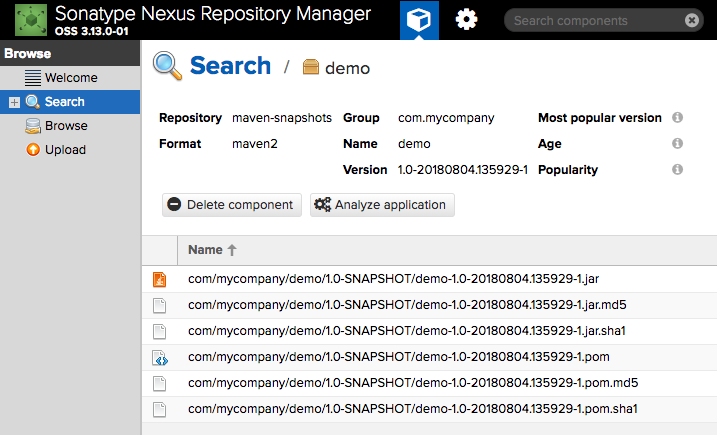 Sonatype Nexus Repository Manager
OSS 3.13.0-01
Search components
Browse
Welcome
Search
Browse
Upload
Search / demo
Repository maven-snapshots Group com.mycompany Most popular version
Format maven2 Name demo Age
Version 1.0-20180804.135929-1 Popularity
Delete component Analyze application
Name
com/mycompany/demo/1.0-SNAPSHOT/demo-1.0-20180804.135929-1.jar
com/mycompany/demo/1.0-SNAPSHOT/demo-1.0-20180804.135929-1.jar.md5
com/mycompany/demo/1.0-SNAPSHOT/demo-1.0-20180804.135929-1.jar.sha1
com/mycompany/demo/1.0-SNAPSHOT/demo-1.0-20180804.135929-1.pom
com/mycompany/demo/1.0-SNAPSHOT/demo-1.0-20180804.135929-1.pom.md5
com/mycompany/demo/1.0-SNAPSHOT/demo-1.0-20180804.135929-1.pom.sha1